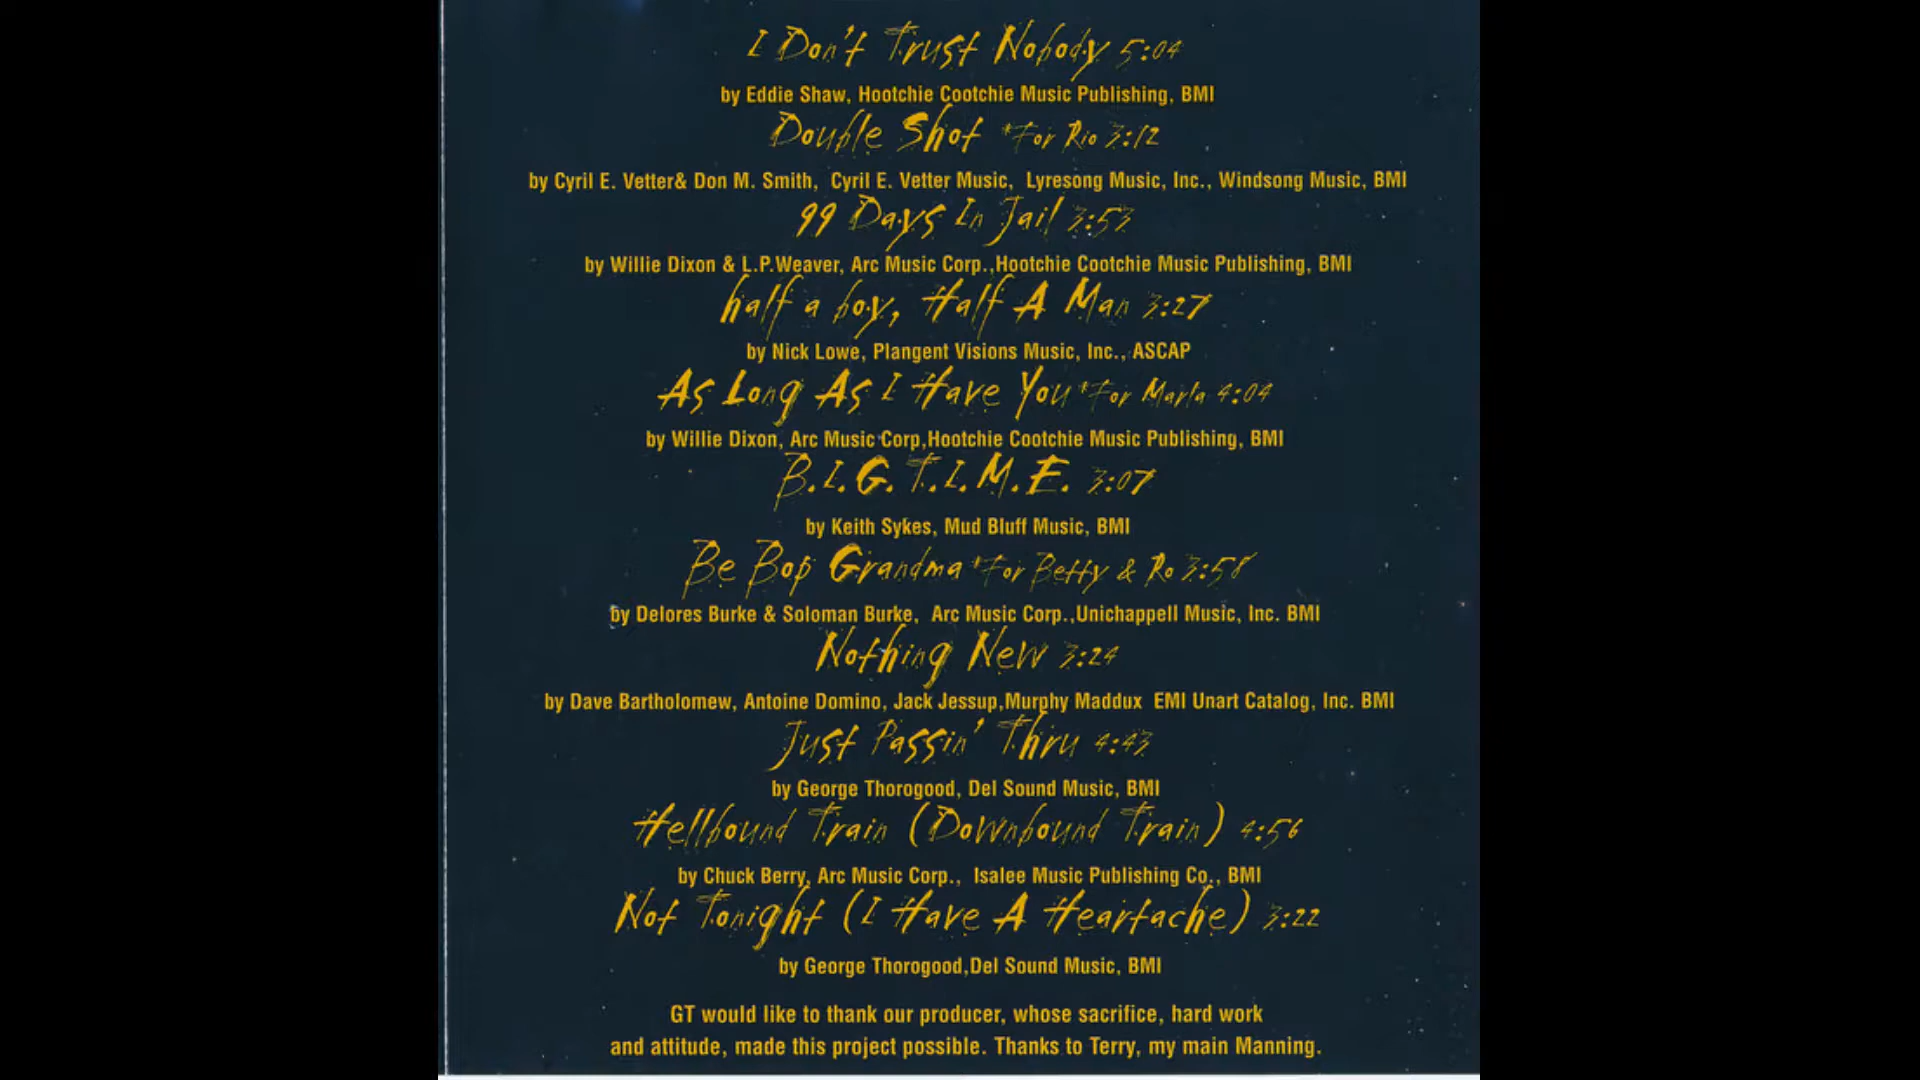 I Don't Trust Nobody 5:04
by Eddie Shaw, Hootchie Cootchie Music Publishing, BMI
Double Shot *For Rio 3:12
by Cyril E. Vetter& Don M. Smith, Cyril E. Vetter Music, Lyresong Music, Inc., Windsong Music, BMI
99 Days In Jail 3:53
by Willie Dixon & L.P.Weaver, Arc Music Corp.,Hootchie Cootchie Music Publishing, BMI
half a boy, Half A Man 3:27
by Nick Lowe, Plangent Visions Music, Inc., ASCAP
As Long As I Have You *For Marla 4:04
by Willie Dixon, Arc Music Corp,Hootchie Cootchie Music Publishing, BMI
B.I.G. T.I.M.E. 3:07
by Keith Sykes, Mud Bluff Music, BMI
Be Bop Grandma *For Betty & Ro 3:58
by Delores Burke & Soloman Burke, Arc Music Corp.,Unichappell Music, Inc. BMI
Nothing New 3:24
by Dave Bartholomew, Antoine Domino, Jack Jessup,Murphy Maddux EMI Unart Catalog, Inc. BMI
Just Passin' Thru 4:43
by George Thorogood, Del Sound Music, BMI
Hellbound Train (Downbound Train) 4:56
by Chuck Berry, Arc Music Corp., Isalee Music Publishing Co., BMI
Not Tonight (I Have A Heartache) 3:22
by George Thorogood,Del Sound Music, BMI
GT would like to thank our producer, whose sacrifice, hard work
and attitude, made this project possible. Thanks to Terry, my main Manning.